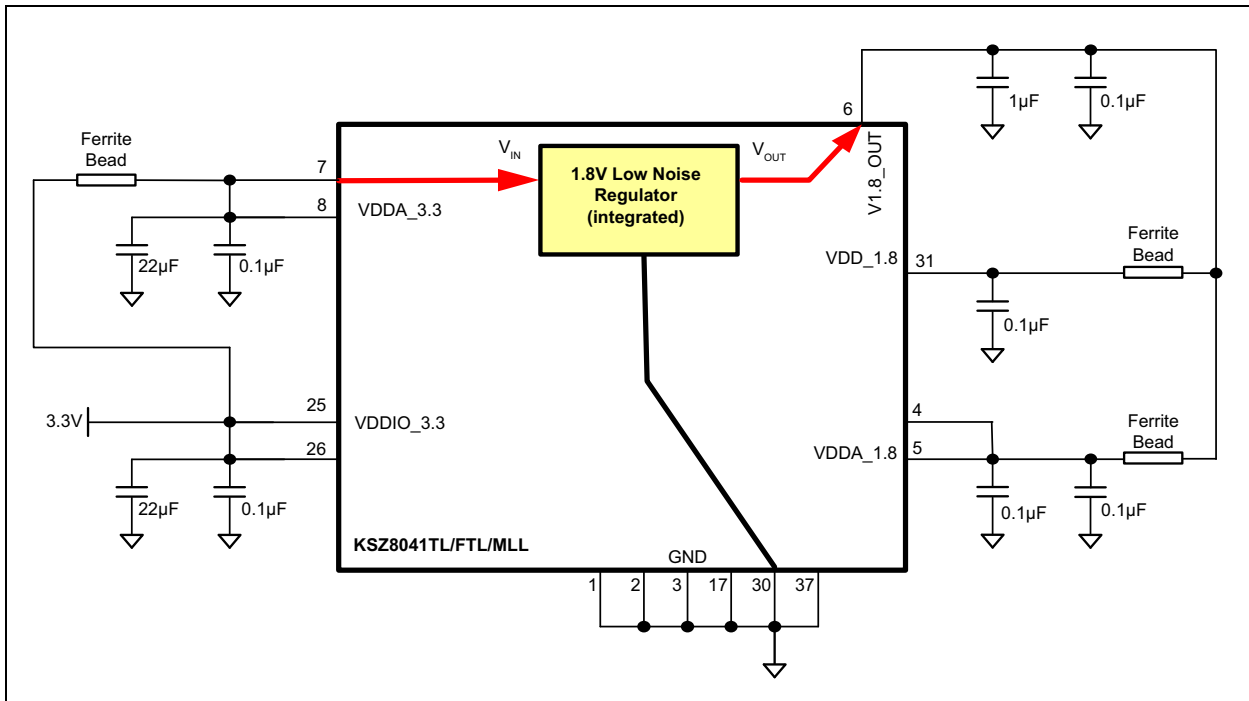 6
1µF
0.1µF
Ferrite
Bead
7
V_IN
1.8V Low Noise
Regulator
(integrated)
V_OUT
V1.8_OUT
8
VDDA_3.3
22µF
0.1µF
VDD_1.8
31
Ferrite
Bead
0.1µF
3.3V
25
VDDIO_3.3
26
4
VDDA_1.8
5
Ferrite
Bead
22µF
0.1µF
0.1µF
0.1µF
KSZ8041TL/FTL/MLL
GND
1
2
3
17
30
37